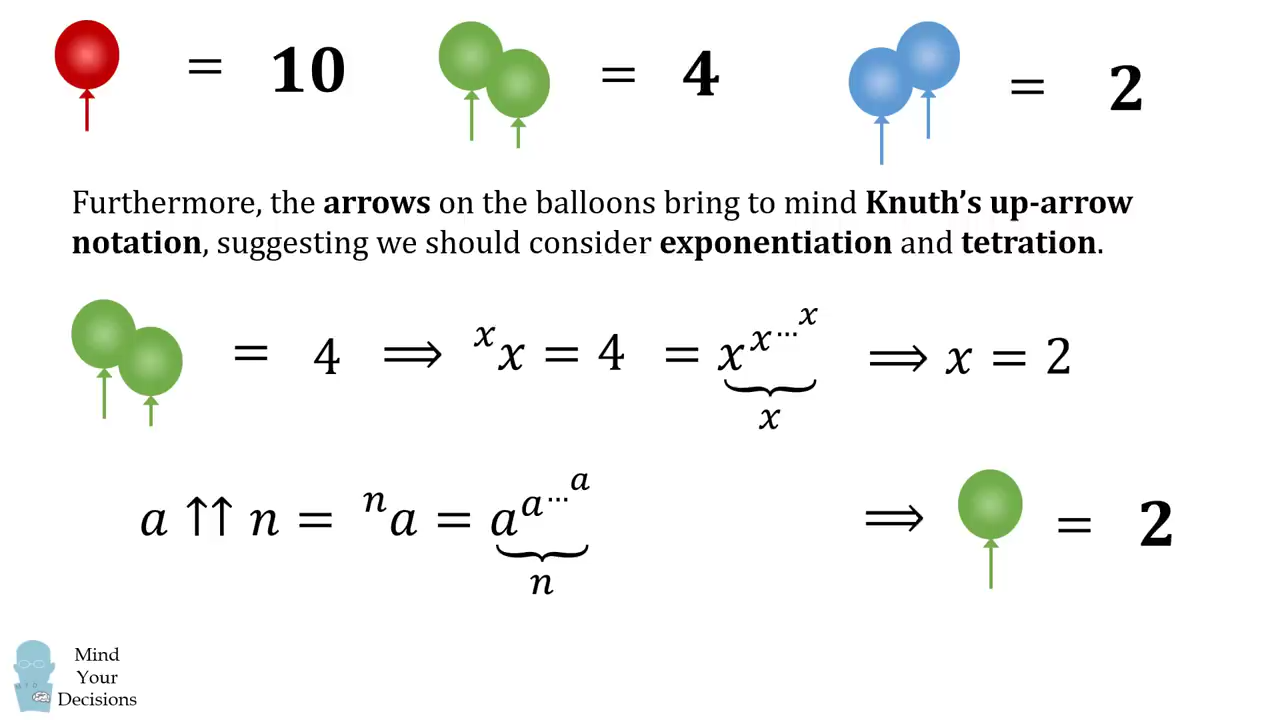 = 10 = 4 = 2
Furthermore, the arrows on the balloons bring to mind Knuth's up-arrow
notation, suggesting we should consider exponentiation and tetration.
= 4 ⟹ ˣx = 4 = x^x^⋯^x ⟹ x = 2
x
a ↑↑ n = ⁿa = a^a^⋯^a ⟹ = 2
n
Mind
Your
Decisions